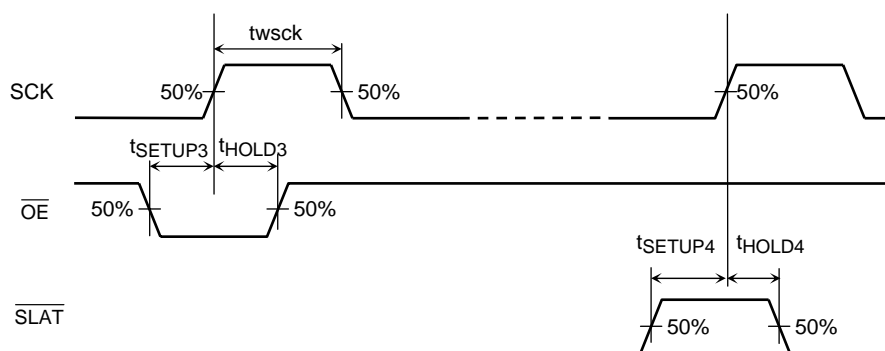 twsck
SCK
50%
50%
50%
tSETUP3
tHOLD3
OE
50%
50%
tSETUP4
tHOLD4
SLAT
50%
50%